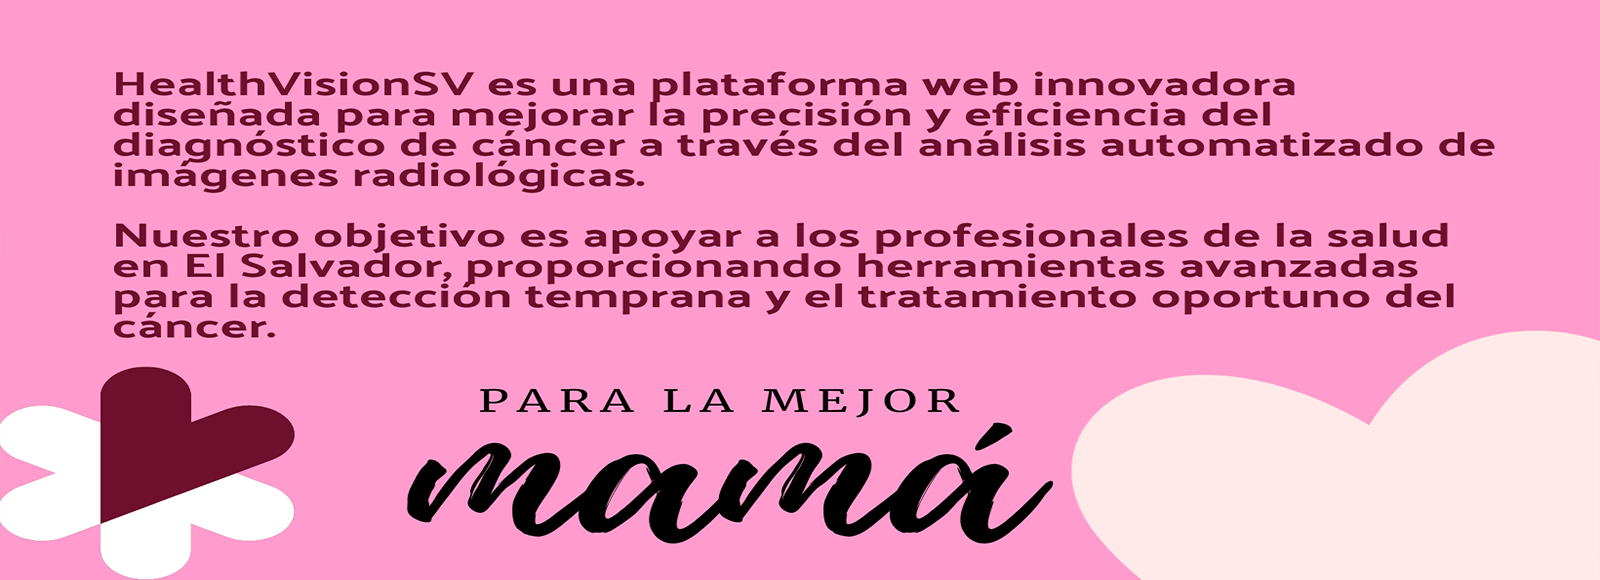 HealthVisionSV es una plataforma web innovadora
diseñada para mejorar la precisión y eficiencia del
diagnóstico de cáncer a través del análisis automatizado de
imágenes radiológicas.
Nuestro objetivo es apoyar a los profesionales de la salud
en El Salvador, proporcionando herramientas avanzadas
para la detección temprana y el tratamiento oportuno del
cáncer.
PARA LA MEJOR
mamá